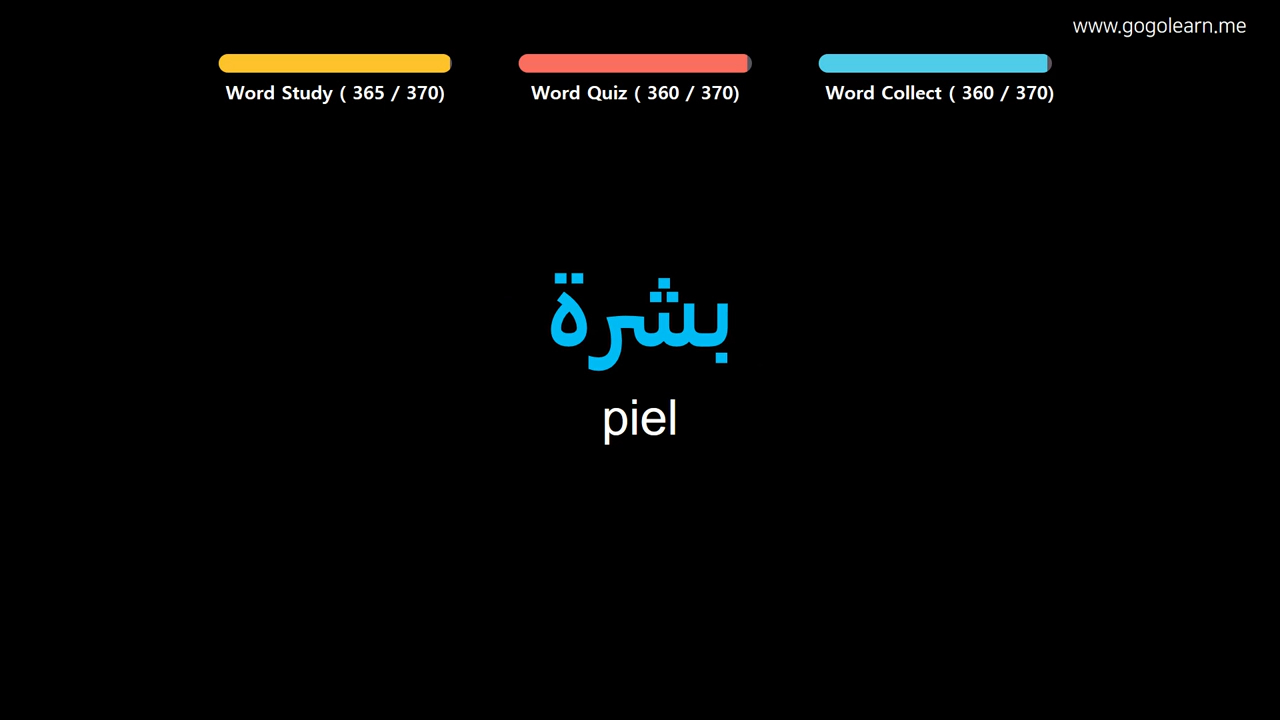 www.gogolearn.me
Word Study ( 365 / 370)
Word Quiz ( 360 / 370)
Word Collect ( 360 / 370)
بشرة
piel